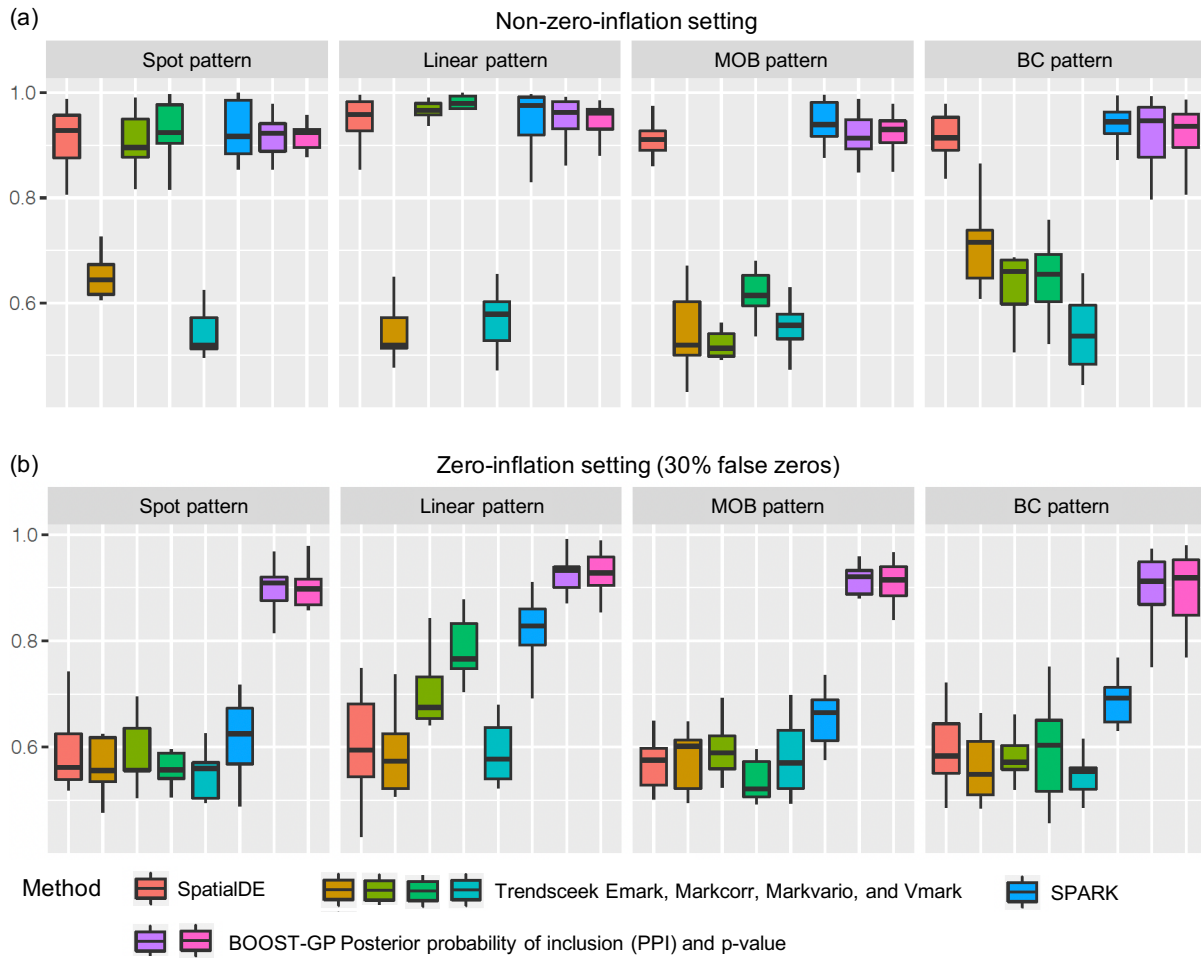 (a)
Non-zero-inflation setting
Spot pattern Linear pattern MOB pattern BC pattern
1.0
0.8
0.6
(b)
Zero-inflation setting (30% false zeros)
Spot pattern Linear pattern MOB pattern BC pattern
1.0
0.8
0.6
Method SpatialDE Trendsceek Emark, Markcorr, Markvario, and Vmark SPARK
BOOST-GP Posterior probability of inclusion (PPI) and p-value